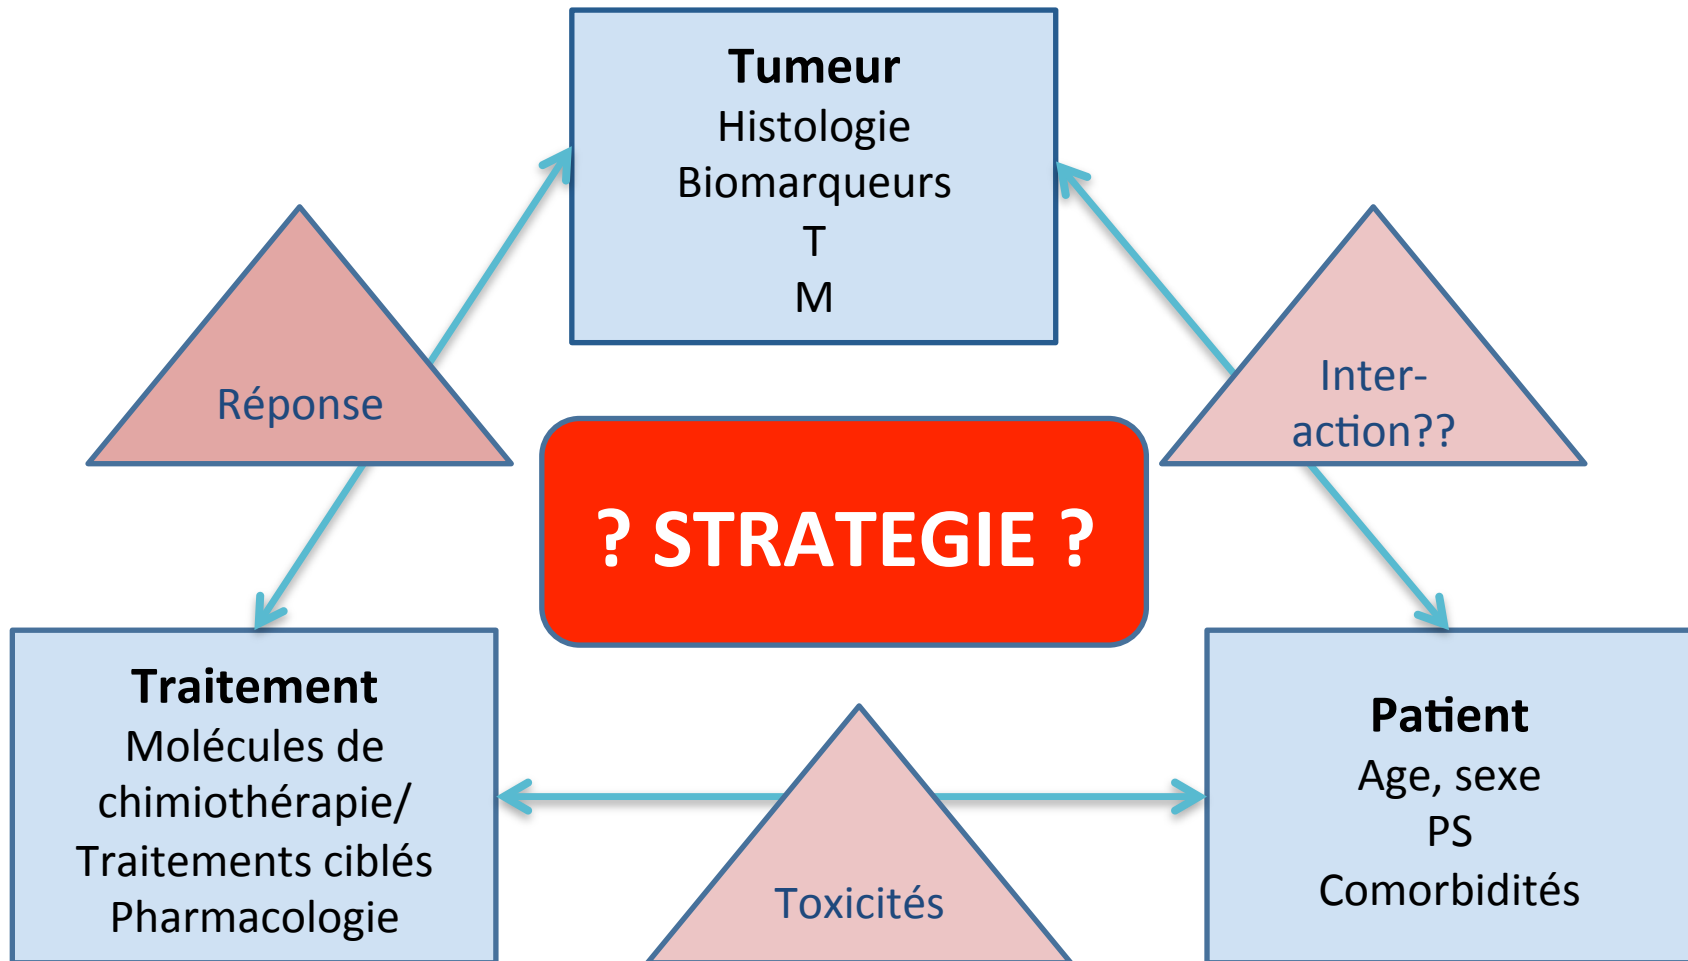 Tumeur
Histologie
Biomarqueurs
T
M
Réponse
Inter-
action??
? STRATEGIE ?
Traitement
Molécules de
chimiothérapie/
Traitements ciblés
Pharmacologie
Toxicités
Patient
Age, sexe
PS
Comorbidités